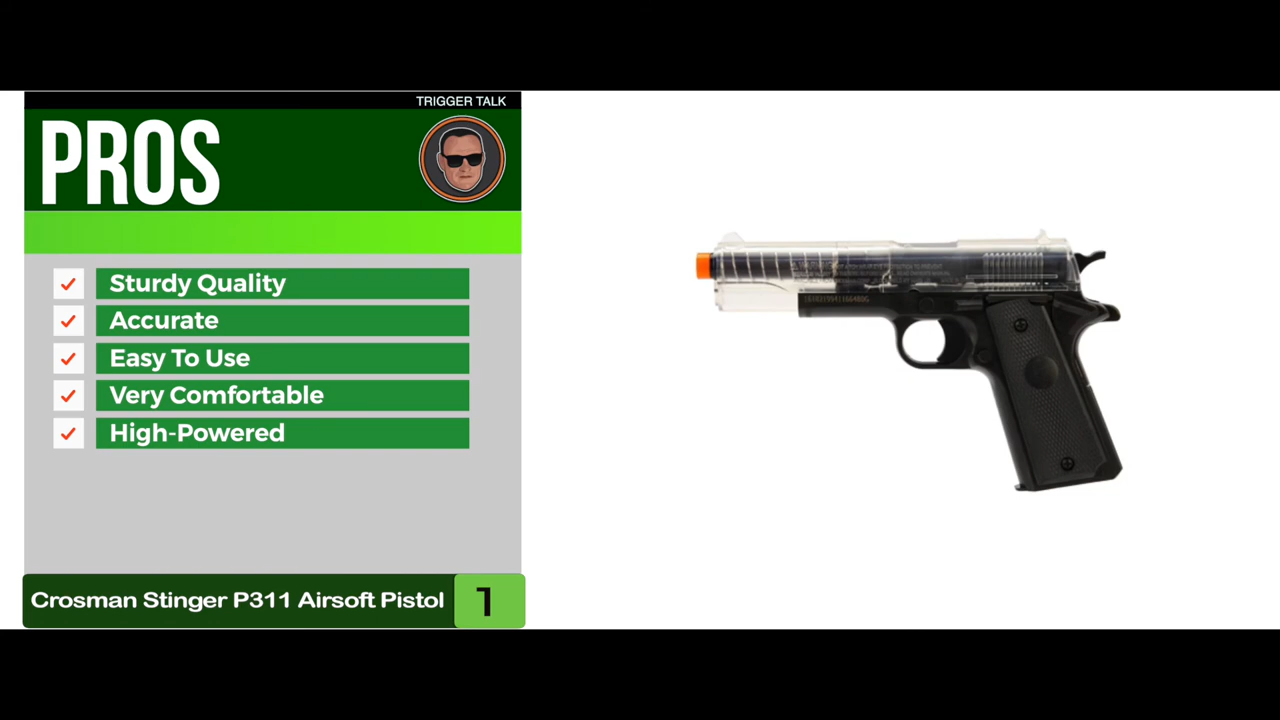 TRIGGER TALK
PROS
Sturdy Quality
Accurate
Easy To Use
Very Comfortable
High-Powered
Crosman Stinger P311 Airsoft Pistol
1